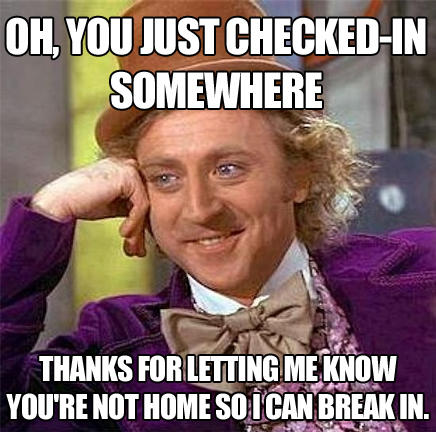 OH, YOU JUST CHECKED-IN
SOMEWHERE
THANKS FOR LETTING ME KNOW
YOU'RE NOT HOME SO I CAN BREAK IN.